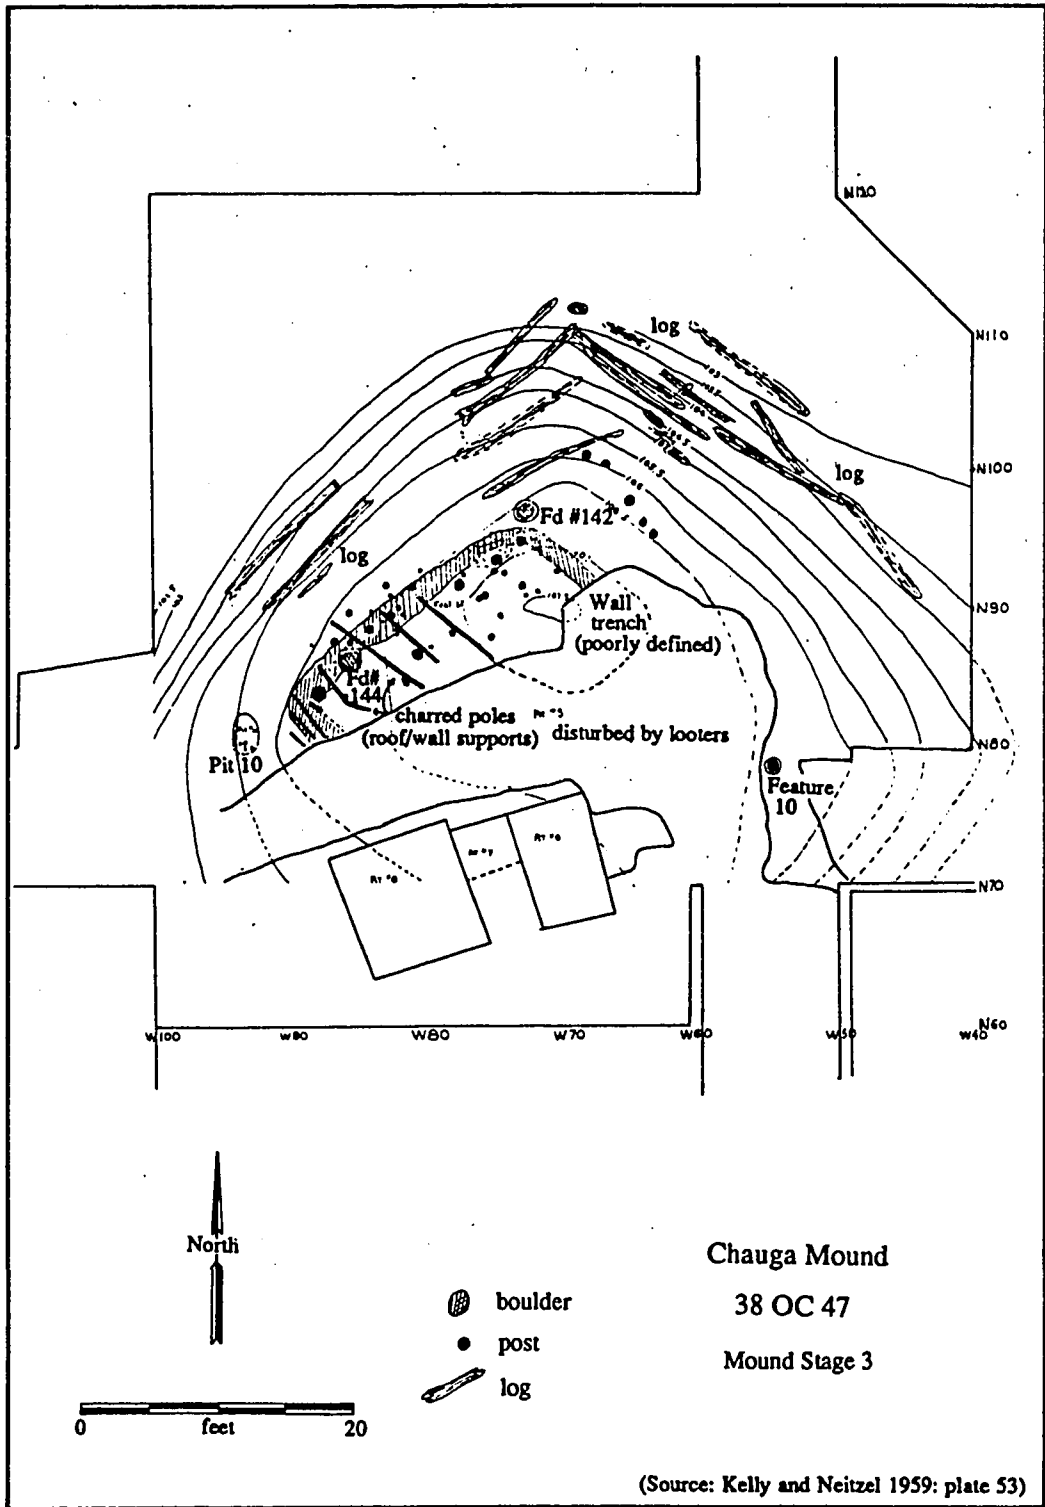 N120
log
N110
log
N100
Fd #142
log
Wall
trench
(poorly defined)
N90
Fd#
144
charred poles
(roof/wall supports)
disturbed by looters
N80
Pit 10
Feature
10
N70
N60
W100
W80
W70
W60
W50
W40
North
Chauga Mound
38 OC 47
Mound Stage 3
boulder
post
log
0
feet
20
(Source: Kelly and Neitzel 1959: plate 53)